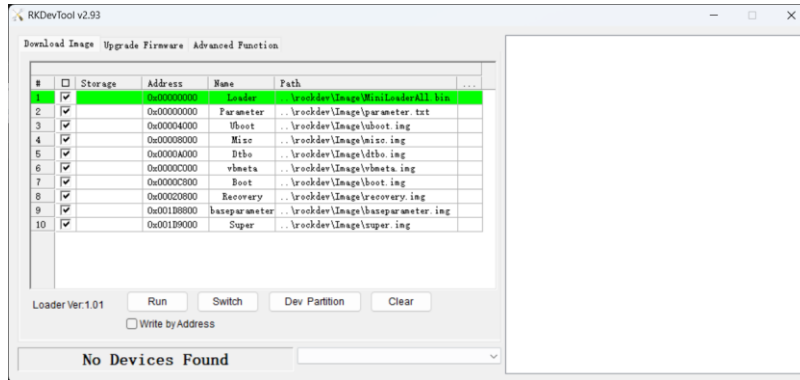 RKDevTool v2.93
Download Image Upgrade Firmware Advanced Function
# Storage Address Name Path ...
1 0x00000000 Loader ..\rockdev\Image\MiniLoaderAll.bin
2 0x00000000 Parameter ..\rockdev\Image\parameter.txt
3 0x00004000 Uboot ..\rockdev\Image\uboot.img
4 0x00008000 Misc ..\rockdev\Image\misc.img
5 0x0000A000 Dtbo ..\rockdev\Image\dtbo.img
6 0x0000C000 vbmeta ..\rockdev\Image\vbmeta.img
7 0x0000C800 Boot ..\rockdev\Image\boot.img
8 0x00020800 Recovery ..\rockdev\Image\recovery.img
9 0x001D8800 baseparameter ..\rockdev\Image\baseparameter.img
10 0x001D9000 Super ..\rockdev\Image\super.img
Loader Ver:1.01 Run Switch Dev Partition Clear
Write by Address
No Devices Found